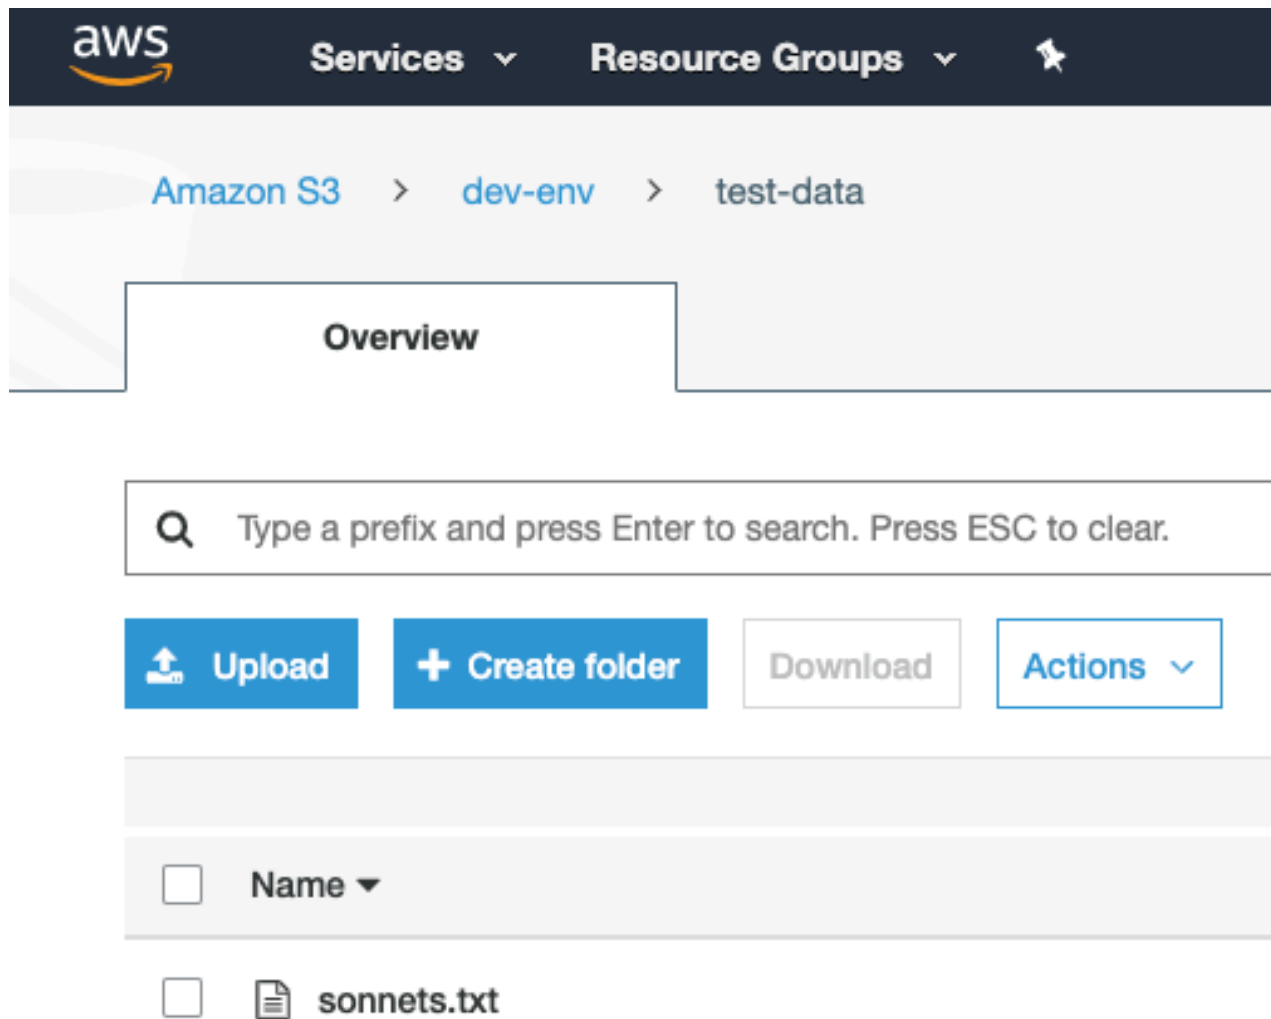 aws Services Resource Groups
Amazon S3 > dev-env > test-data
Overview
Type a prefix and press Enter to search. Press ESC to clear.
Upload + Create folder Download Actions
Name
sonnets.txt